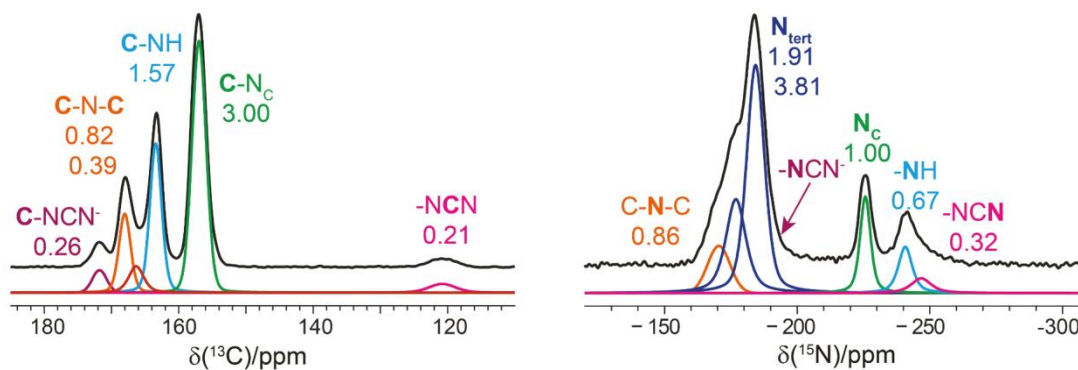 C-NH
1.57
C-N-C
0.82
0.39
C-NCN⁻
0.26
C-N_C
3.00
-NCN
0.21
180 160 140 120
δ(¹³C)/ppm
N_tert
1.91
3.81
-NCN⁻
C-N-C
0.86
N_C
1.00
-NH
0.67
-NCN
0.32
−150 −200 −250 -300
δ(¹⁵N)/ppm